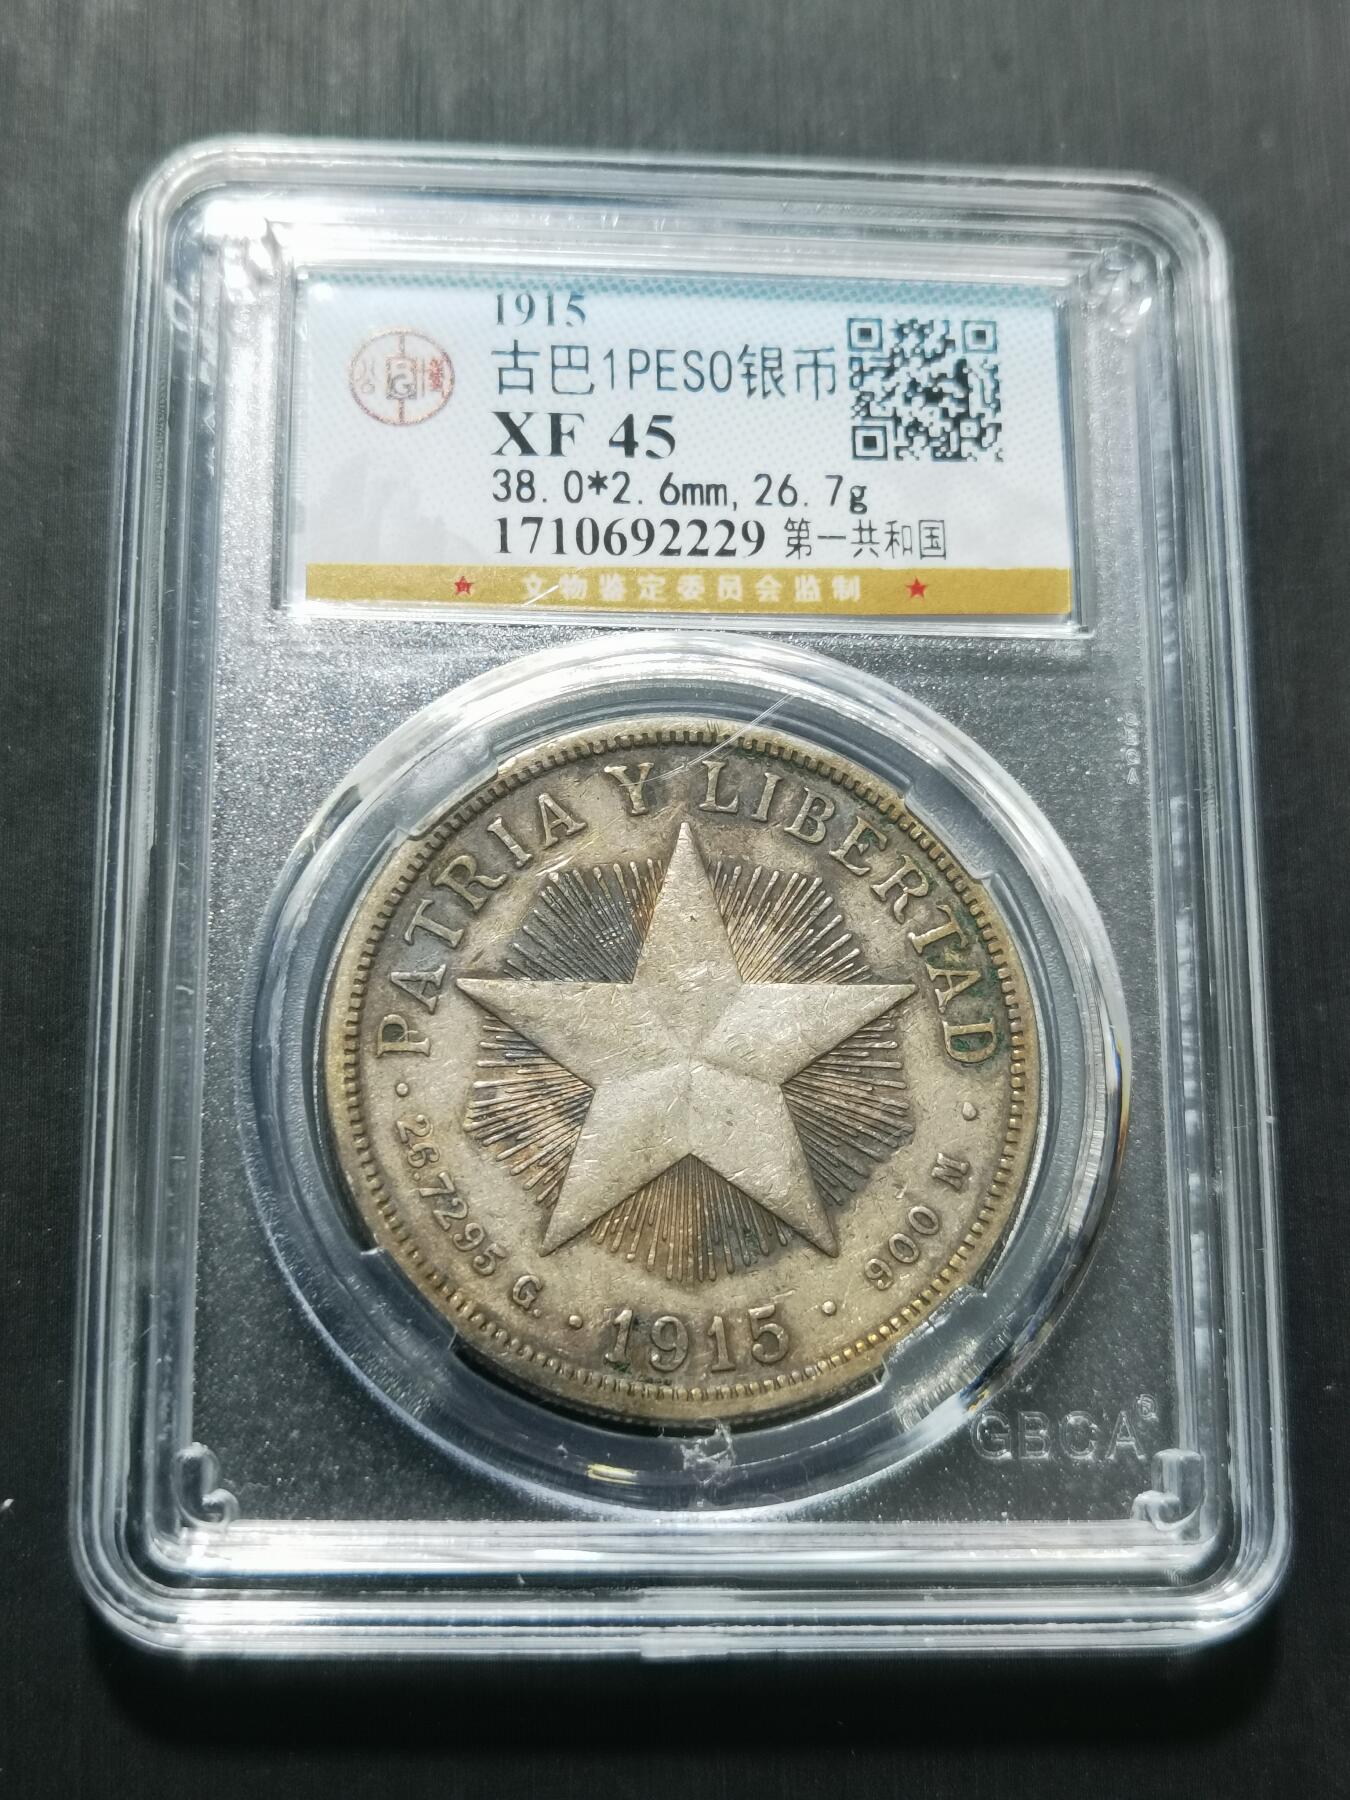 1915
古巴1PESO银币
XF 45
38.0*2.6mm,26.7g
1710692229 第一共和国
文物鉴定委员会监制
PATRIA Y LIBERTAD
· 26.7295 G. · 1915 · 900 M ·
GBCA®